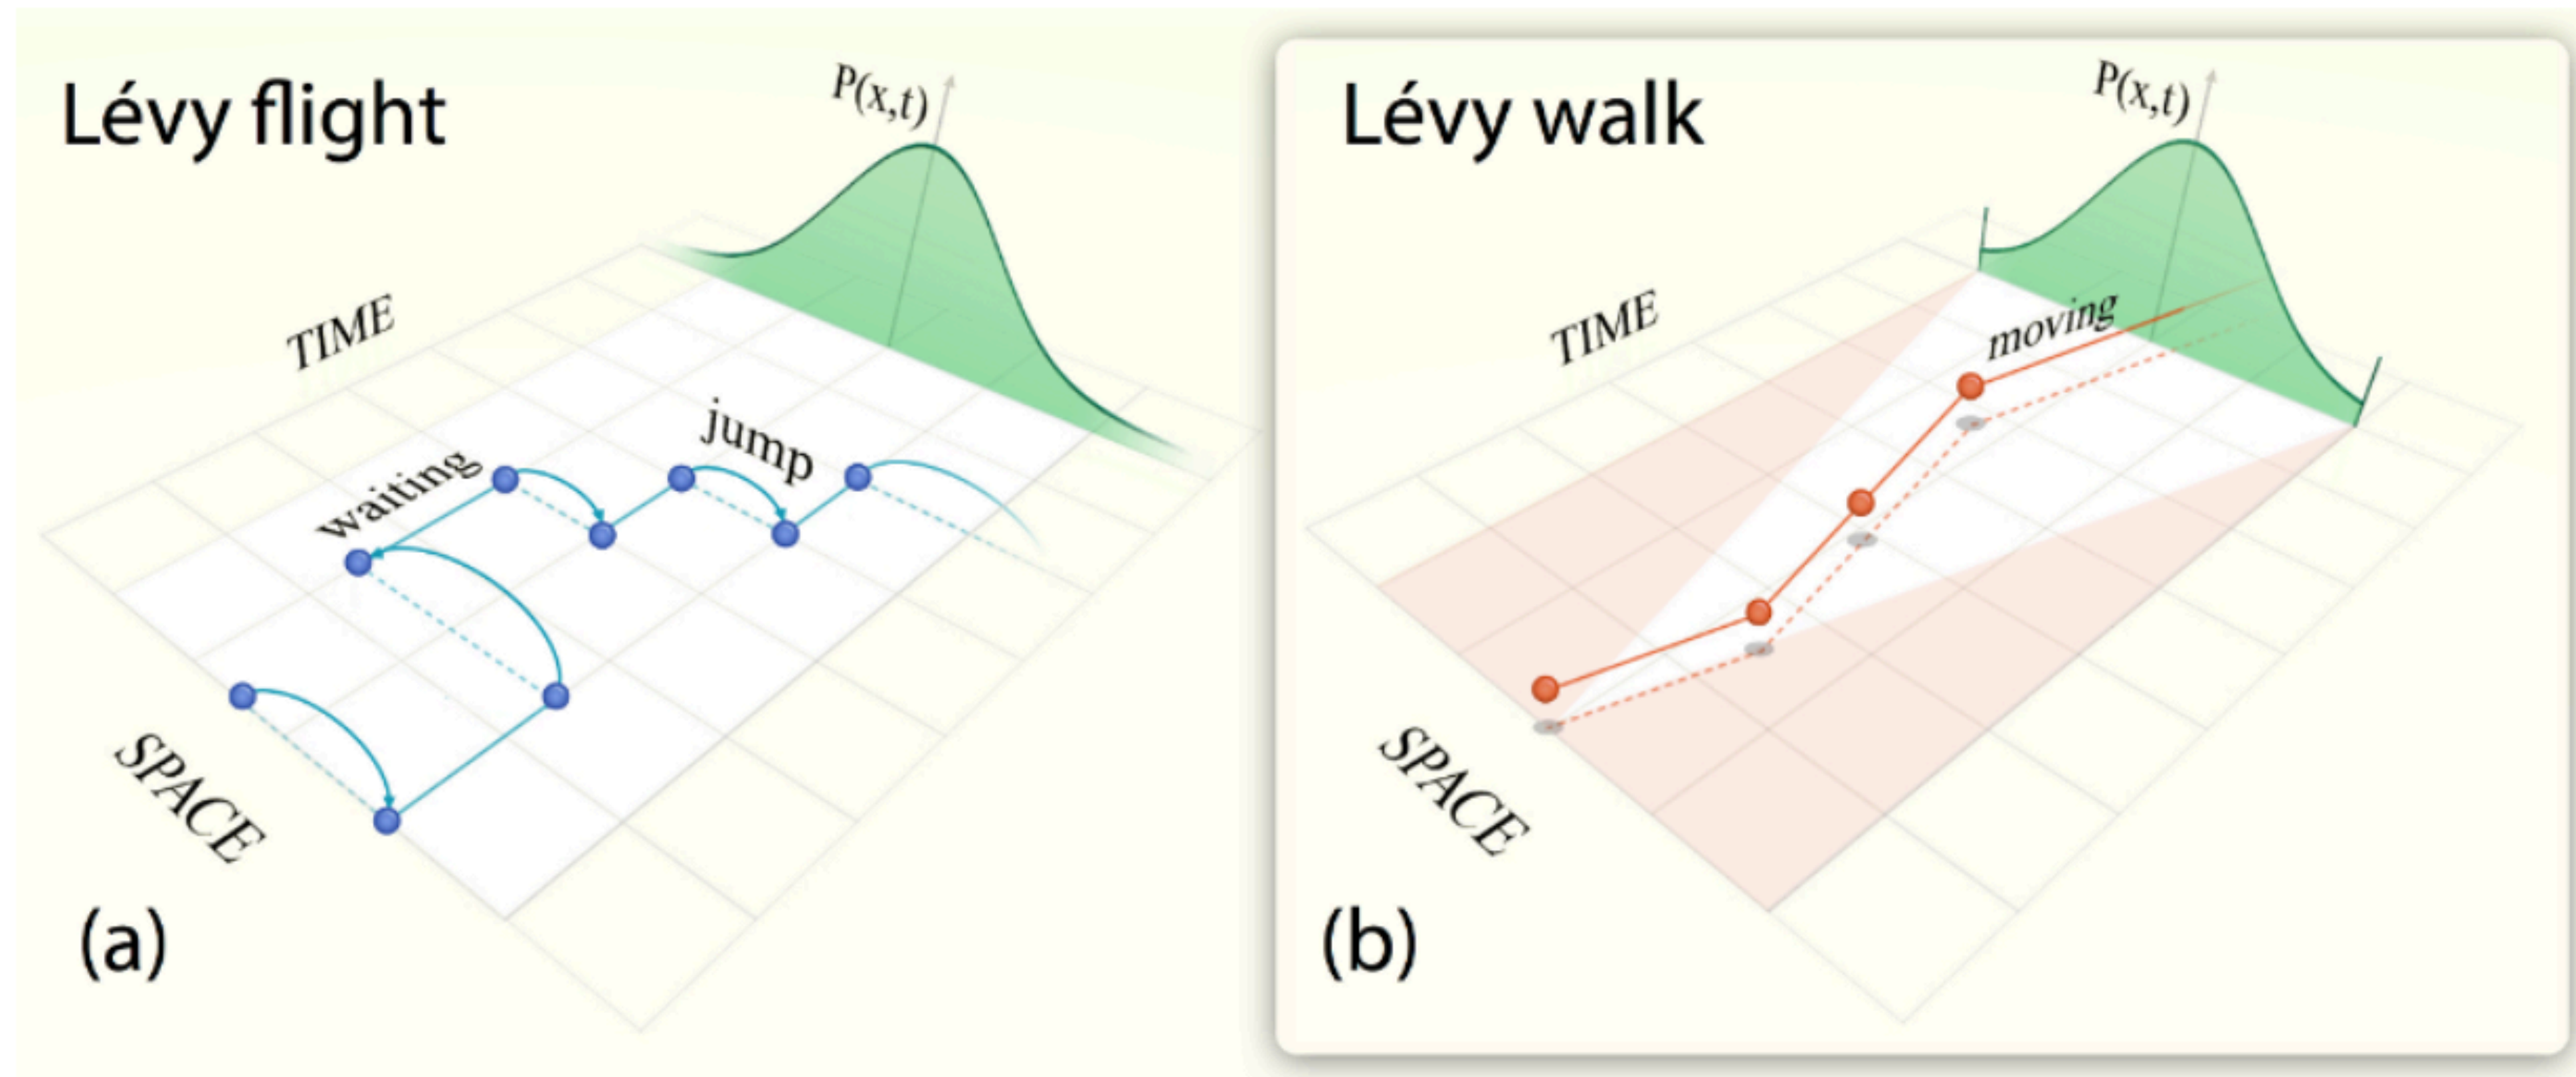 Lévy flight
P(x,t)
TIME
jump
waiting
SPACE
(a)
Lévy walk
P(x,t)
TIME
moving
SPACE
(b)